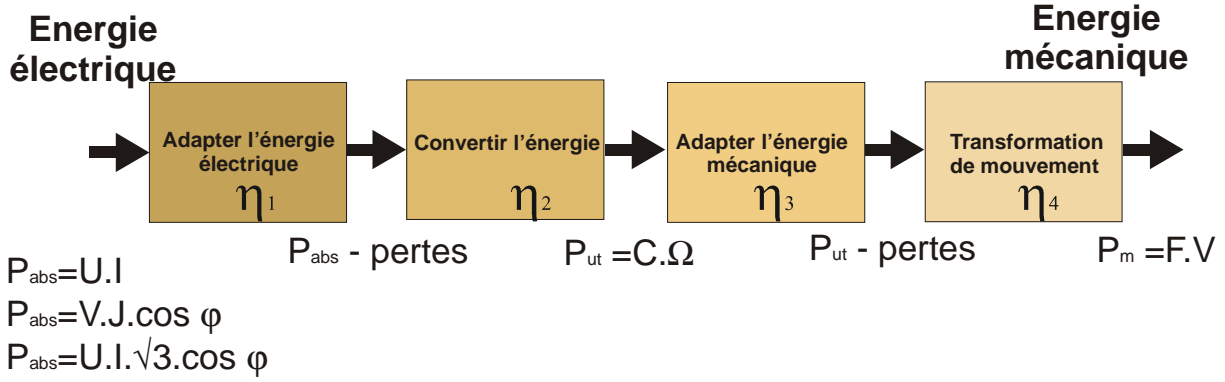 Energie
électrique
Energie
mécanique
Adapter l’énergie
électrique
η1
Convertir l’énergie
η2
Adapter l’énergie
mécanique
η3
Transformation
de mouvement
η4
Pabs - pertes
Put =C.Ω
Put - pertes
Pm =F.V
Pabs=U.I
Pabs=V.J.cos φ
Pabs=U.I.√3.cos φ